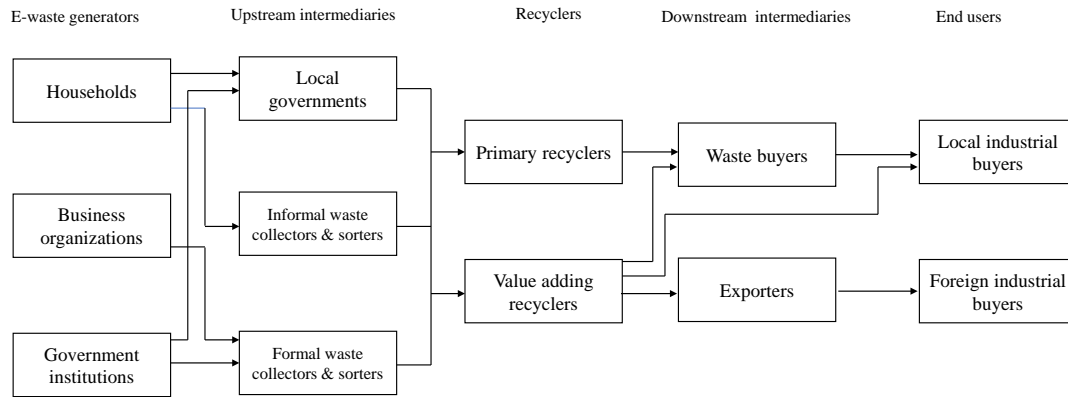 E-waste generators
Upstream intermediaries
Recyclers
Downstream intermediaries
End users
Households
Local
governments
Primary recyclers
Waste buyers
Local industrial
buyers
Business
organizations
Informal waste
collectors & sorters
Value adding
recyclers
Exporters
Foreign industrial
buyers
Government
institutions
Formal waste
collectors & sorters